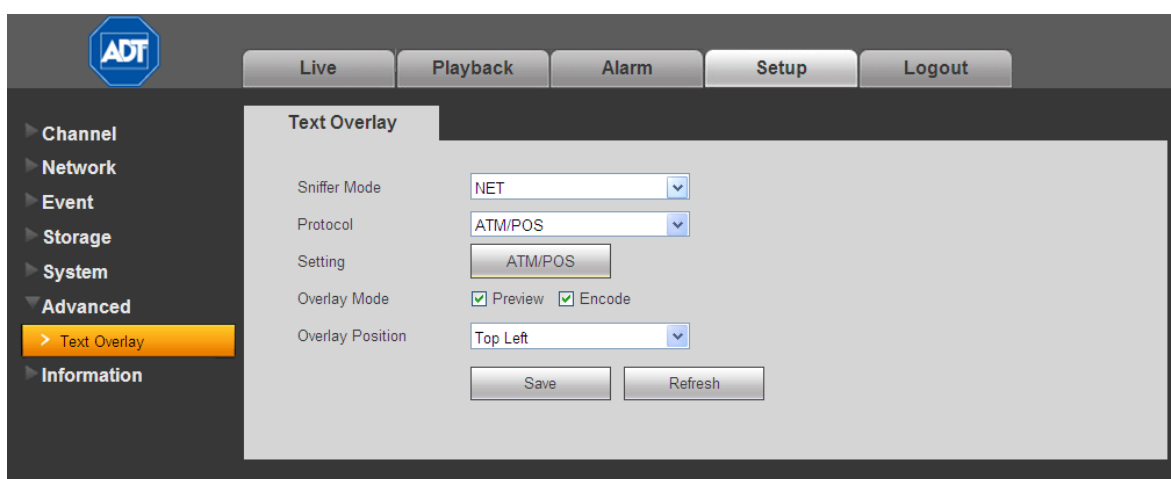 ADT
Live Playback Alarm Setup Logout
Channel
Network
Event
Storage
System
Advanced
Text Overlay
Information
Text Overlay
Sniffer Mode NET
Protocol ATM/POS
Setting ATM/POS
Overlay Mode Preview Encode
Overlay Position Top Left
Save Refresh